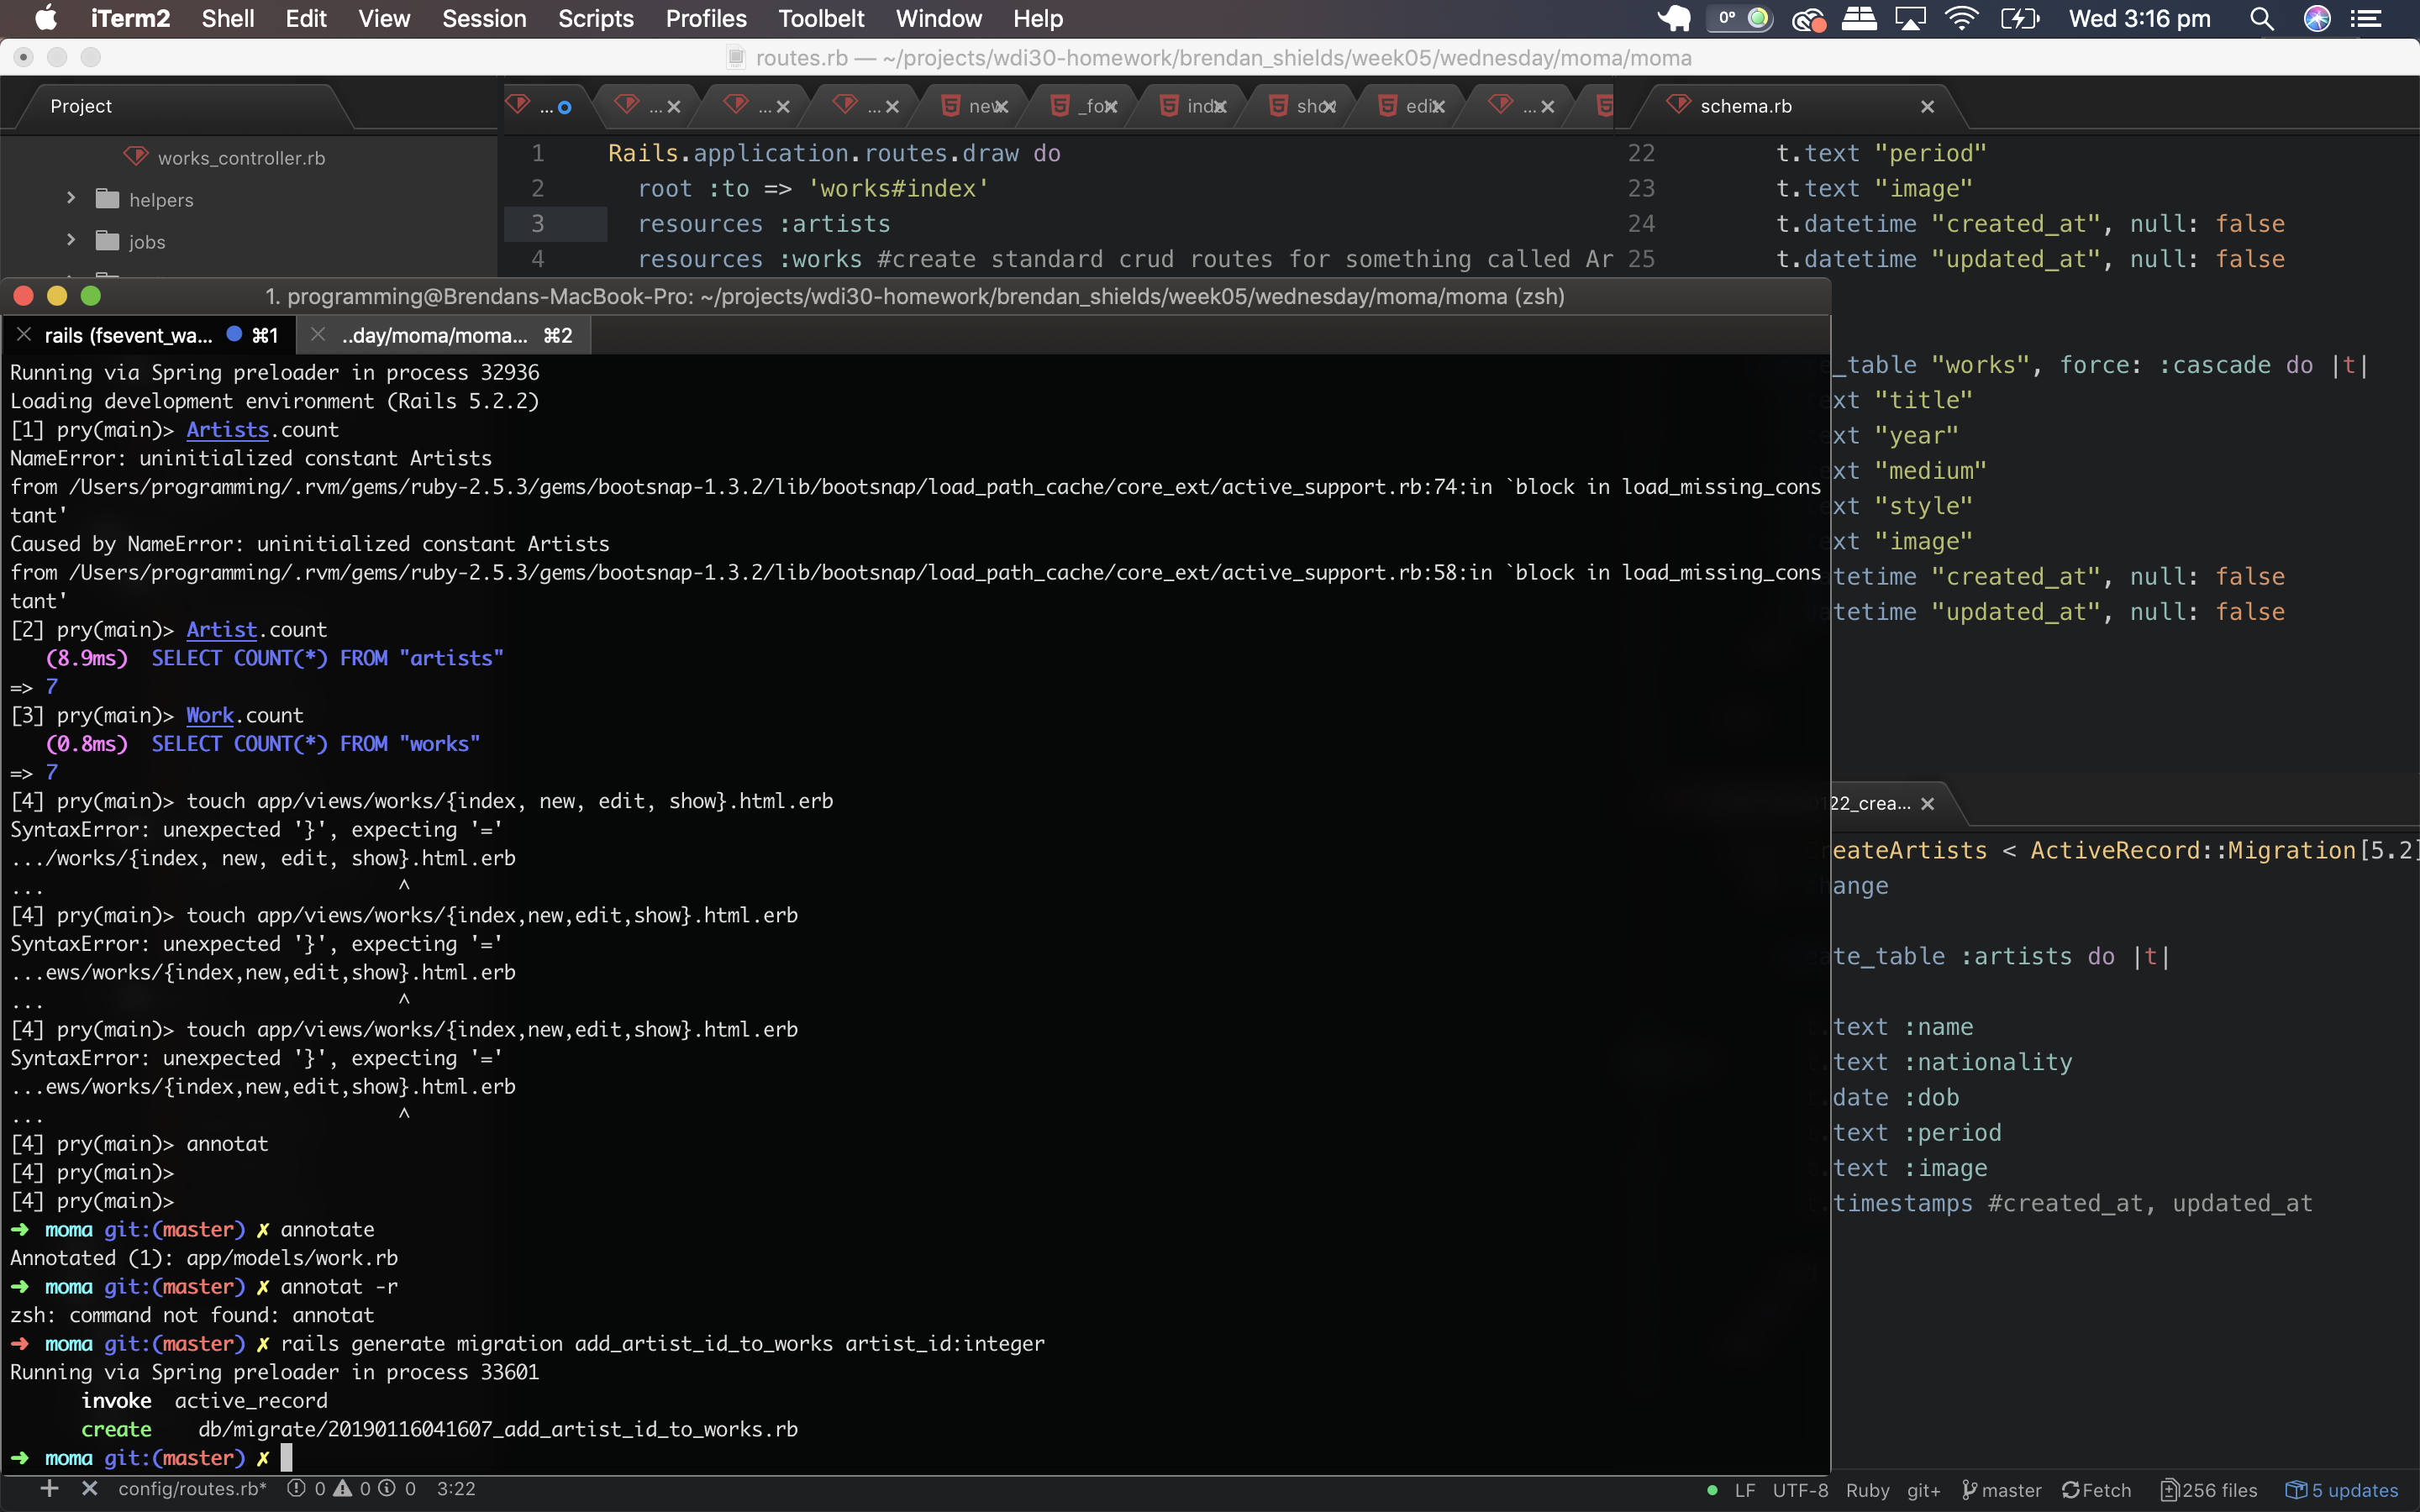 iTerm2 Shell Edit View Session Scripts Profiles Toolbelt Window Help 0° Wed 3:16 pm
routes.rb — ~/projects/wdi30-homework/brendan_shields/week05/wednesday/moma/moma
Project
... ... ... ... new _for ind sho edi ...
schema.rb
works_controller.rb
helpers
jobs
1 Rails.application.routes.draw do
2 root :to => 'works#index'
3 resources :artists
4 resources :works #create standard crud routes for something called Ar
22 t.text "period"
23 t.text "image"
24 t.datetime "created_at", null: false
25 t.datetime "updated_at", null: false
_table "works", force: :cascade do |t|
ext "title"
ext "year"
ext "medium"
ext "style"
ext "image"
tetime "created_at", null: false
atetime "updated_at", null: false
1. programming@Brendans-MacBook-Pro: ~/projects/wdi30-homework/brendan_shields/week05/wednesday/moma/moma (zsh)
rails (fsevent_wa... ⌘1 ..day/moma/moma... ⌘2
Running via Spring preloader in process 32936
Loading development environment (Rails 5.2.2)
[1] pry(main)> Artists.count
NameError: uninitialized constant Artists
from /Users/programming/.rvm/gems/ruby-2.5.3/gems/bootsnap-1.3.2/lib/bootsnap/load_path_cache/core_ext/active_support.rb:74:in `block in load_missing_cons
tant'
Caused by NameError: uninitialized constant Artists
from /Users/programming/.rvm/gems/ruby-2.5.3/gems/bootsnap-1.3.2/lib/bootsnap/load_path_cache/core_ext/active_support.rb:58:in `block in load_missing_cons
tant'
[2] pry(main)> Artist.count
(8.9ms) SELECT COUNT(*) FROM "artists"
=> 7
[3] pry(main)> Work.count
(0.8ms) SELECT COUNT(*) FROM "works"
=> 7
[4] pry(main)> touch app/views/works/{index, new, edit, show}.html.erb
SyntaxError: unexpected '}', expecting '='
.../works/{index, new, edit, show}.html.erb
... ^
[4] pry(main)> touch app/views/works/{index,new,edit,show}.html.erb
SyntaxError: unexpected '}', expecting '='
...ews/works/{index,new,edit,show}.html.erb
... ^
[4] pry(main)> touch app/views/works/{index,new,edit,show}.html.erb
SyntaxError: unexpected '}', expecting '='
...ews/works/{index,new,edit,show}.html.erb
... ^
[4] pry(main)> annotat
[4] pry(main)>
[4] pry(main)>
➜ moma git:(master) ✗ annotate
Annotated (1): app/models/work.rb
➜ moma git:(master) ✗ annotat -r
zsh: command not found: annotat
➜ moma git:(master) ✗ rails generate migration add_artist_id_to_works artist_id:integer
Running via Spring preloader in process 33601
invoke active_record
create db/migrate/20190116041607_add_artist_id_to_works.rb
➜ moma git:(master) ✗
22_crea...
reateArtists < ActiveRecord::Migration[5.2]
hange
te_table :artists do |t|
text :name
text :nationality
date :dob
text :period
text :image
timestamps #created_at, updated_at
config/routes.rb* 0 0 0 3:22
LF UTF-8 Ruby git+ master Fetch 256 files 5 updates